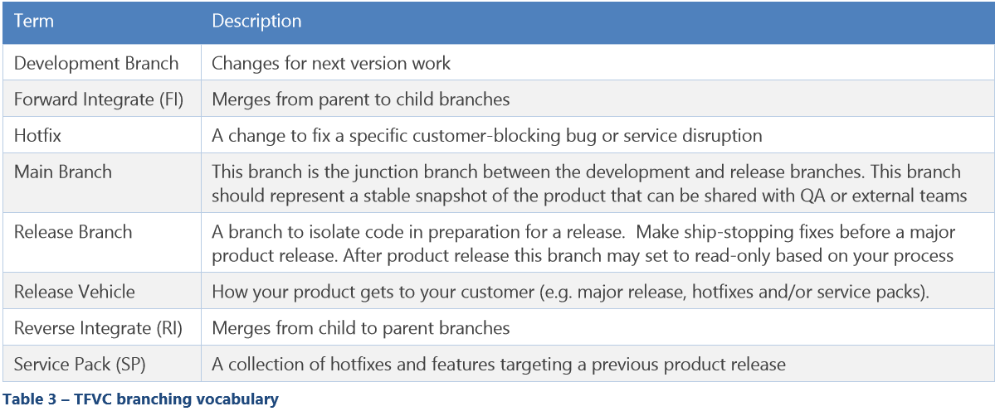 Term Description
Development Branch Changes for next version work
Forward Integrate (FI) Merges from parent to child branches
Hotfix A change to fix a specific customer-blocking bug or service disruption
Main Branch This branch is the junction branch between the development and release branches. This branch
should represent a stable snapshot of the product that can be shared with QA or external teams
Release Branch A branch to isolate code in preparation for a release.  Make ship-stopping fixes before a major
product release. After product release this branch may set to read-only based on your process
Release Vehicle How your product gets to your customer (e.g. major release, hotfixes and/or service packs).
Reverse Integrate (RI) Merges from child to parent branches
Service Pack (SP) A collection of hotfixes and features targeting a previous product release
Table 3 – TFVC branching vocabulary